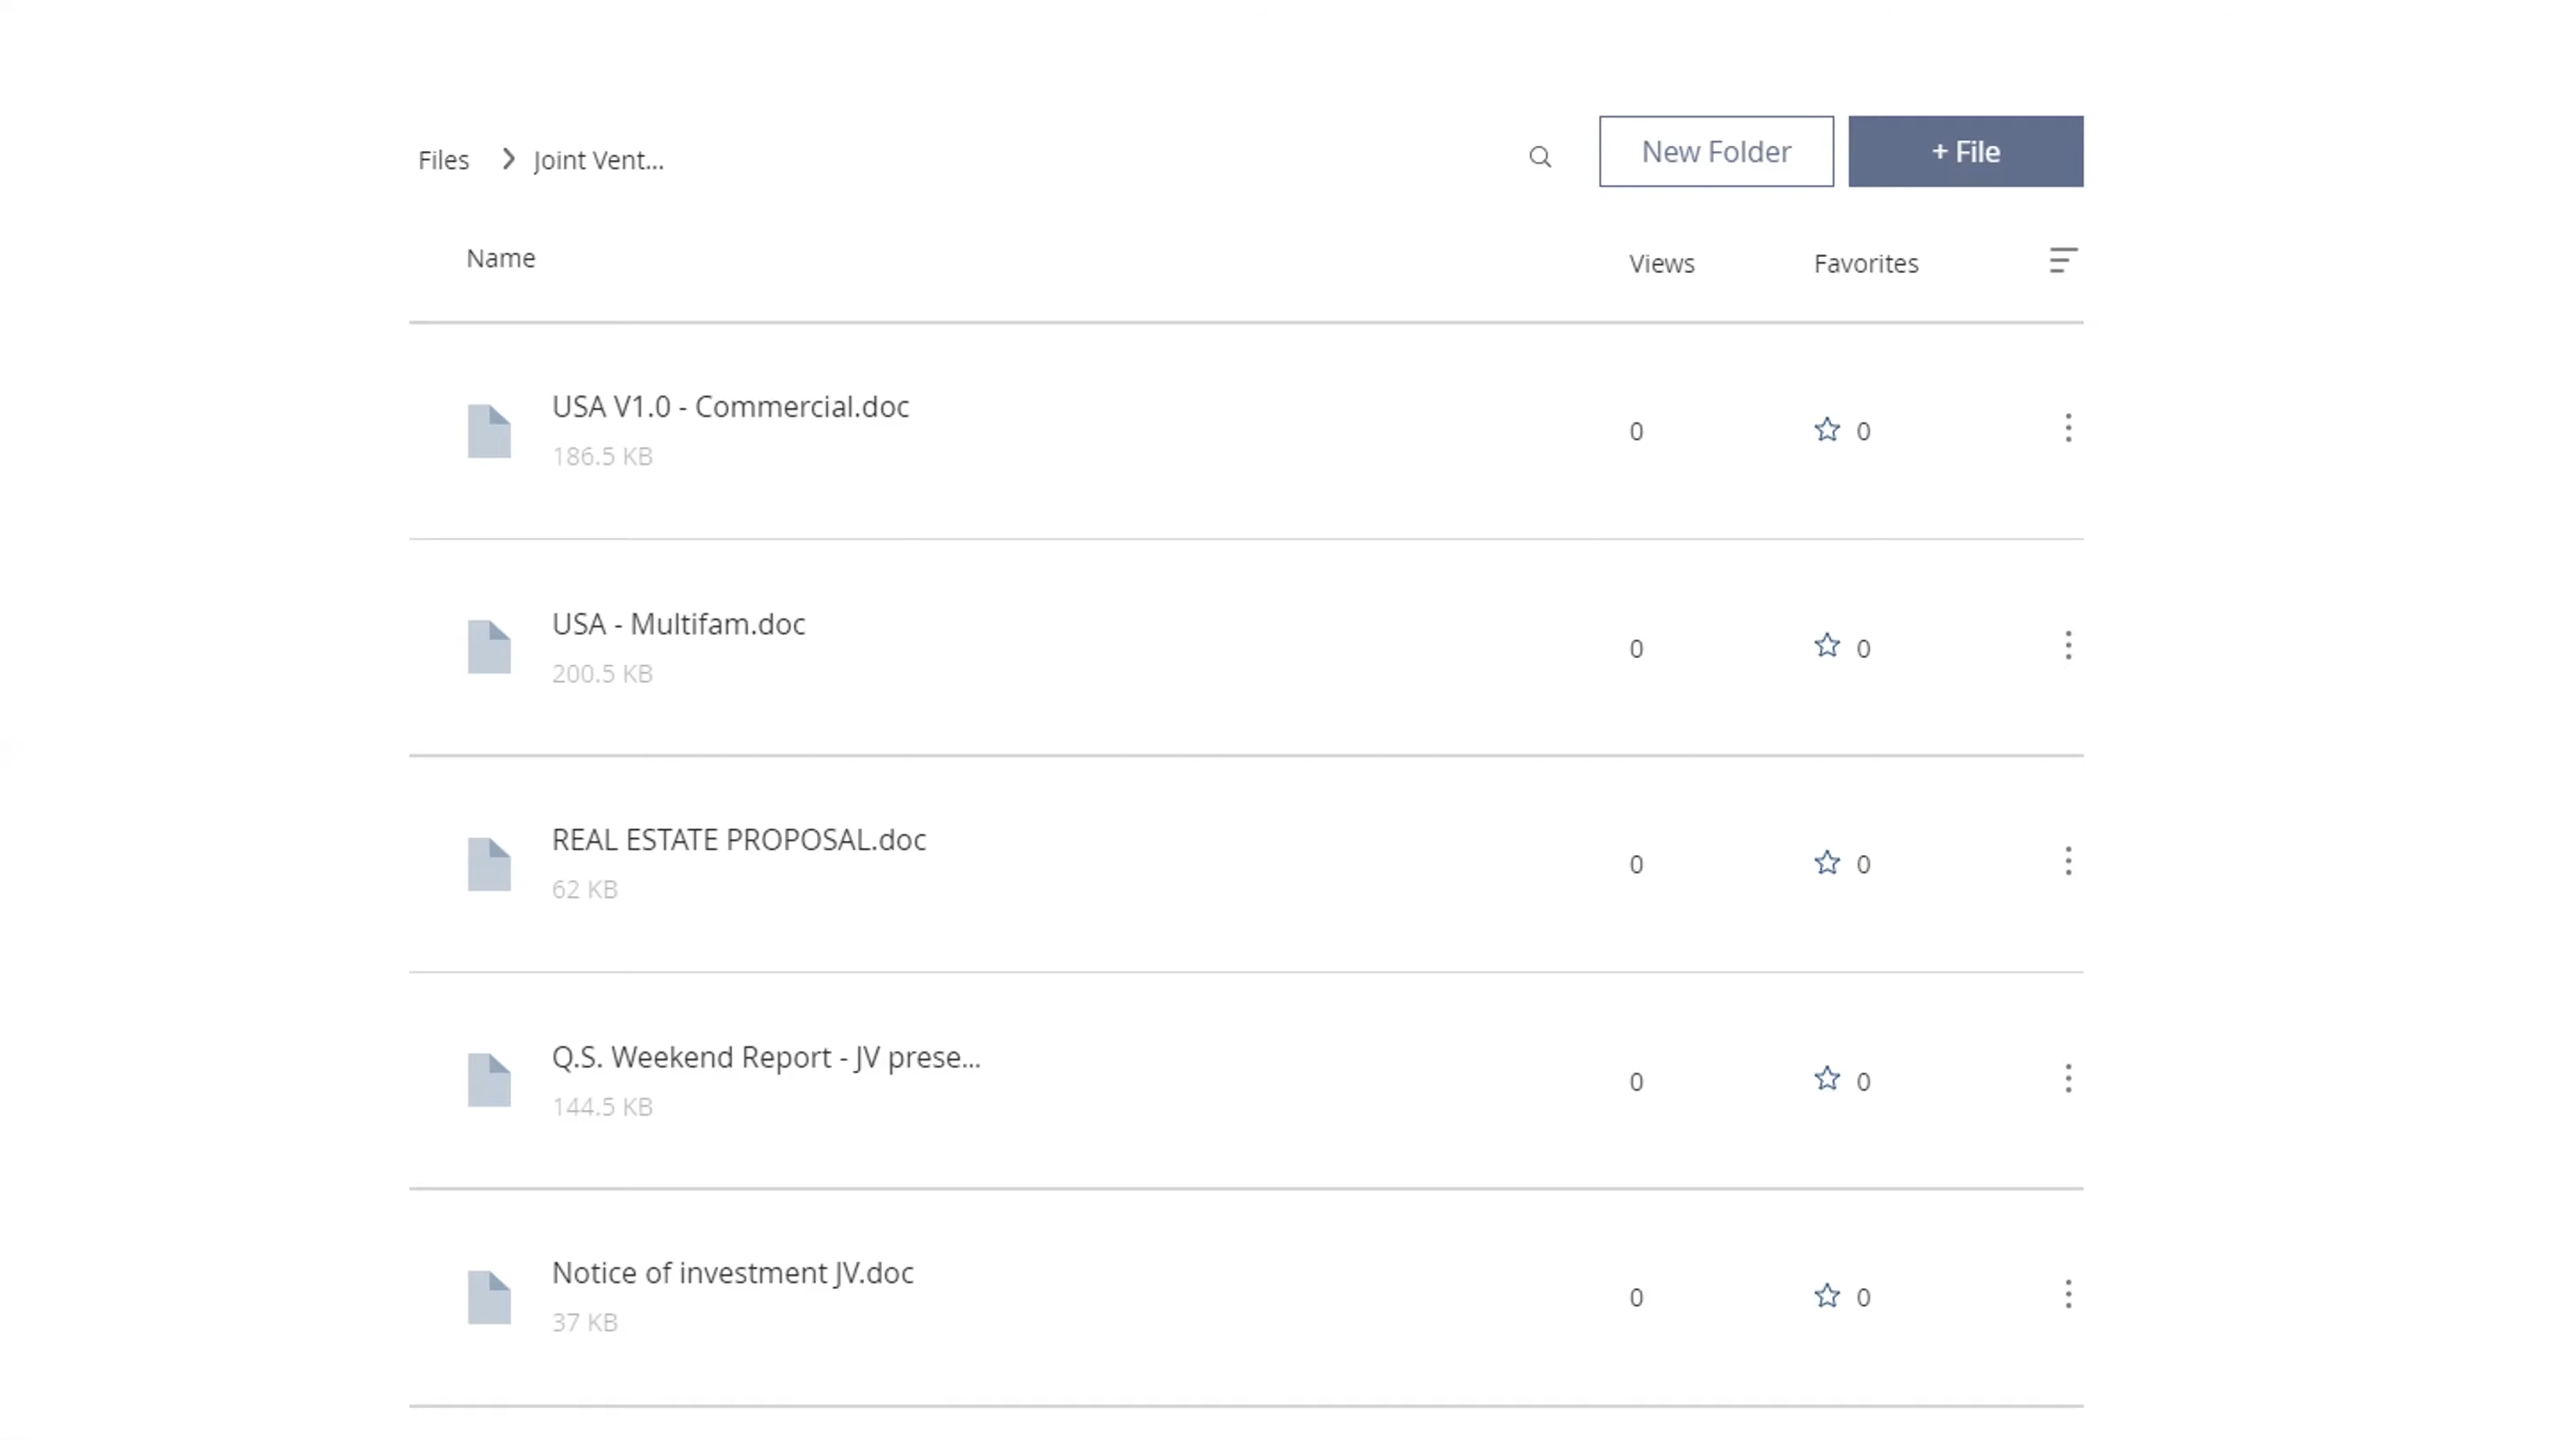 Files > Joint Vent...
New Folder
+ File
Name
Views
Favorites
USA V1.0 - Commercial.doc
186.5 KB
0
0
USA - Multifam.doc
200.5 KB
0
0
REAL ESTATE PROPOSAL.doc
62 KB
0
0
Q.S. Weekend Report - JV prese...
144.5 KB
0
0
Notice of investment JV.doc
37 KB
0
0